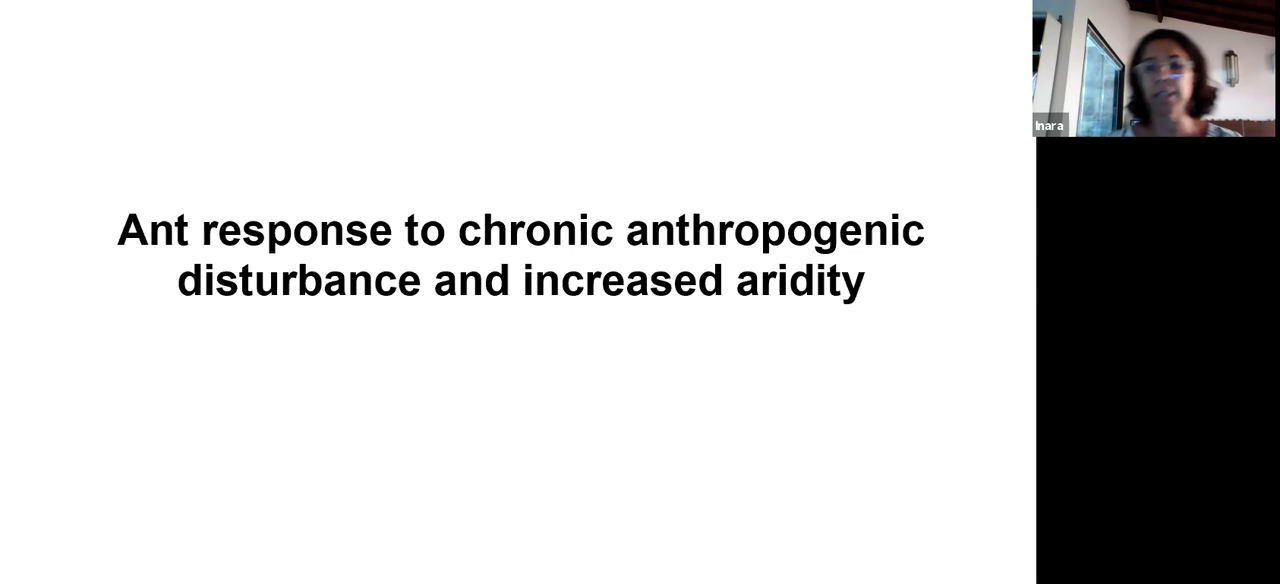 Inara
Ant response to chronic anthropogenic
disturbance and increased aridity